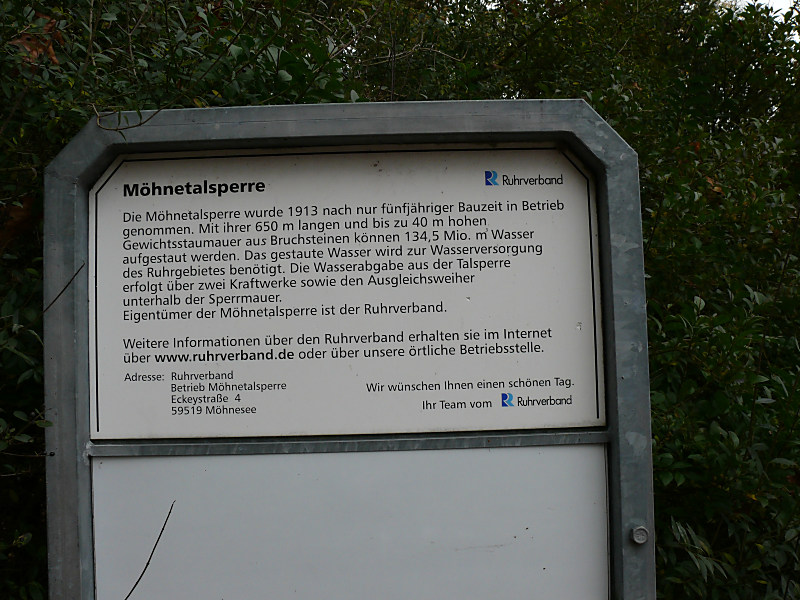 Möhnetalsperre
Ruhrverband
Die Möhnetalsperre wurde 1913 nach nur fünfjähriger Bauzeit in Betrieb
genommen. Mit ihrer 650 m langen und bis zu 40 m hohen
Gewichtsstaumauer aus Bruchsteinen können 134,5 Mio. m³ Wasser
aufgestaut werden. Das gestaute Wasser wird zur Wasserversorgung
des Ruhrgebietes benötigt. Die Wasserabgabe aus der Talsperre
erfolgt über zwei Kraftwerke sowie den Ausgleichsweiher
unterhalb der Sperrmauer.
Eigentümer der Möhnetalsperre ist der Ruhrverband.
Weitere Informationen über den Ruhrverband erhalten sie im Internet
über www.ruhrverband.de oder über unsere örtliche Betriebsstelle.
Adresse: Ruhrverband
Betrieb Möhnetalsperre
Eckeystraße 4
59519 Möhnesee
Wir wünschen Ihnen einen schönen Tag.
Ihr Team vom Ruhrverband